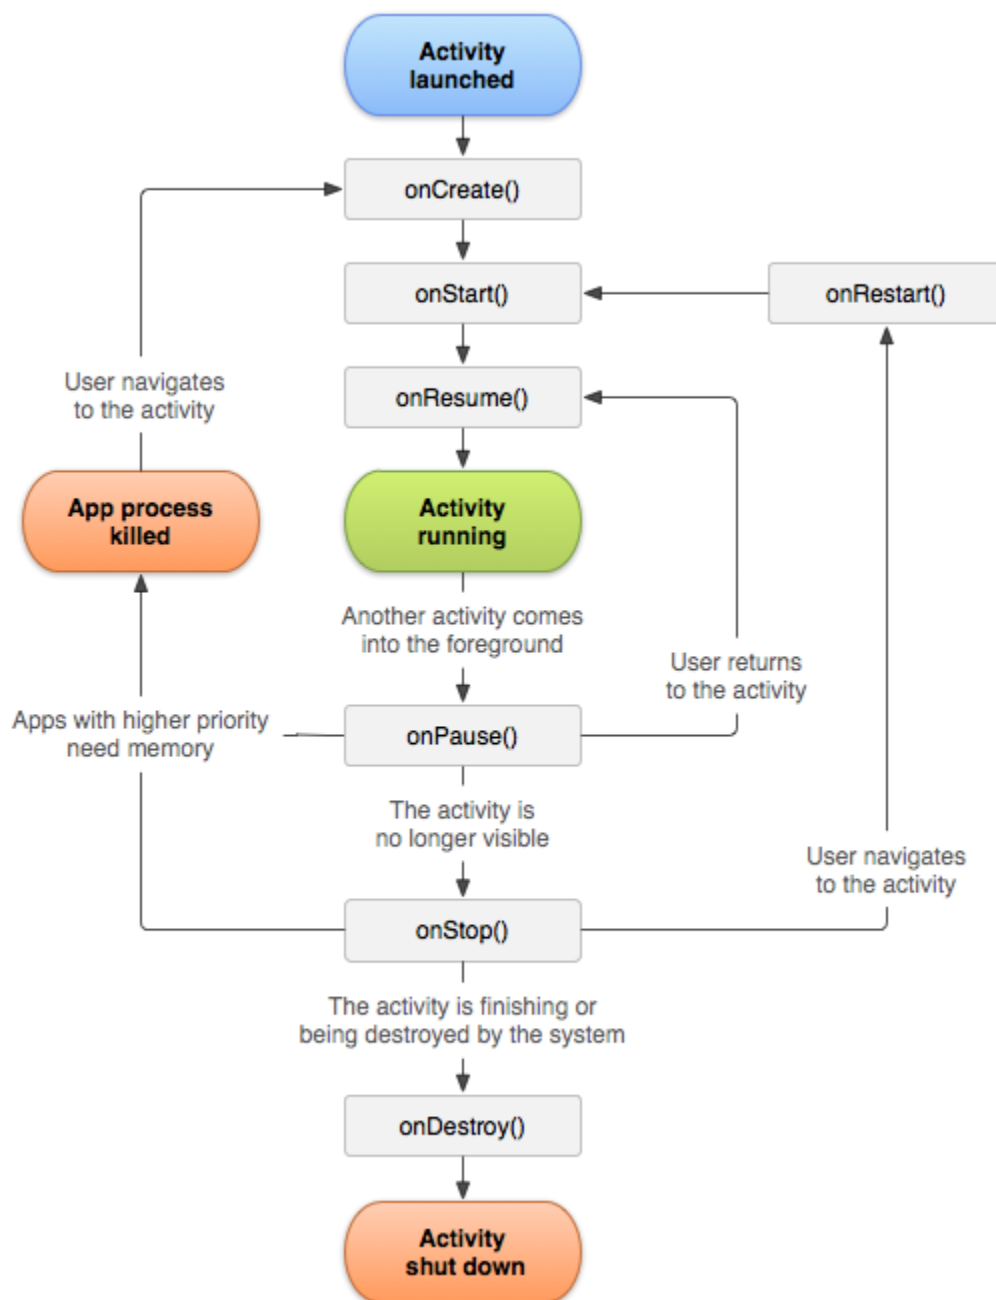 Activity
launched
onCreate()
onStart()
onRestart()
onResume()
User navigates
to the activity
App process
killed
Activity
running
Another activity comes
into the foreground
User returns
to the activity
Apps with higher priority
need memory
onPause()
The activity is
no longer visible
User navigates
to the activity
onStop()
The activity is finishing or
being destroyed by the system
onDestroy()
Activity
shut down